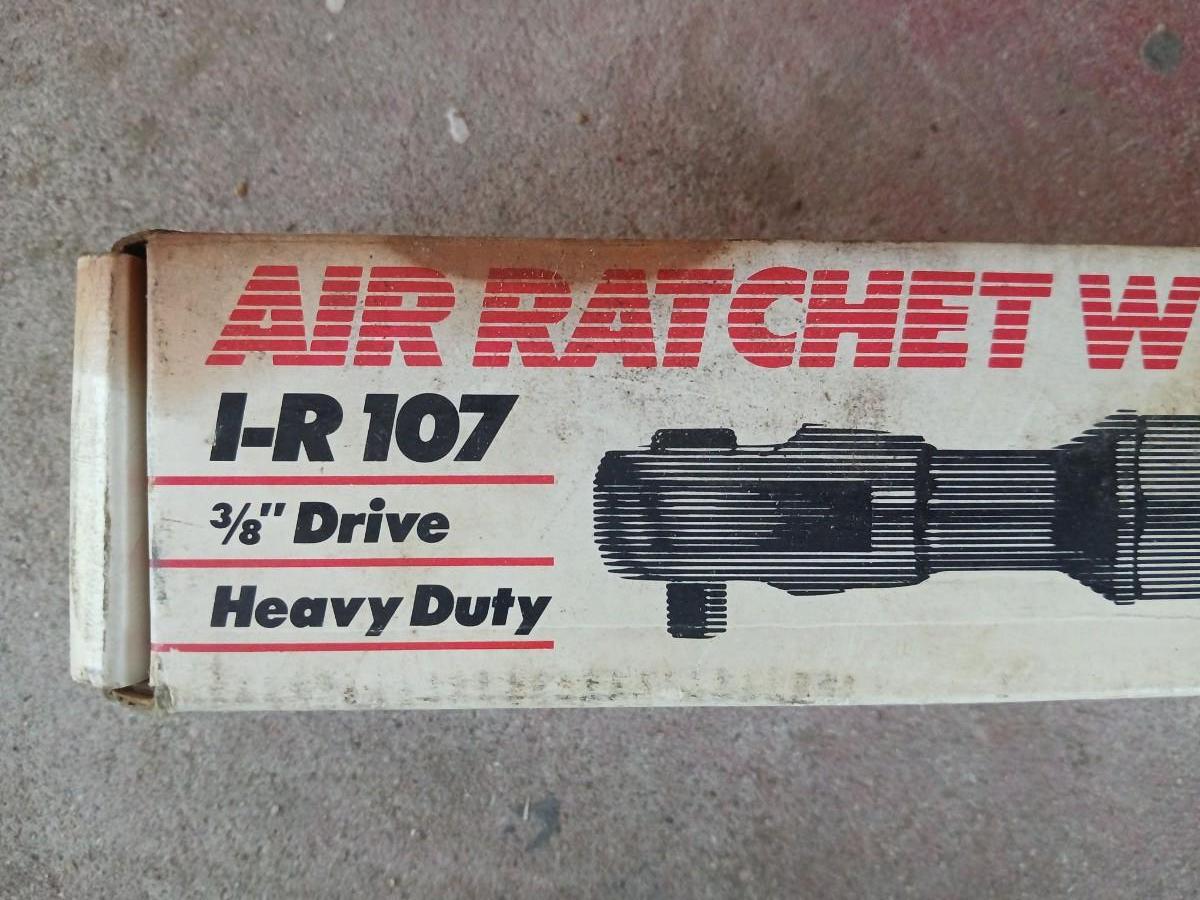 AIR RATCHET W
I-R 107
3/8" Drive
Heavy Duty